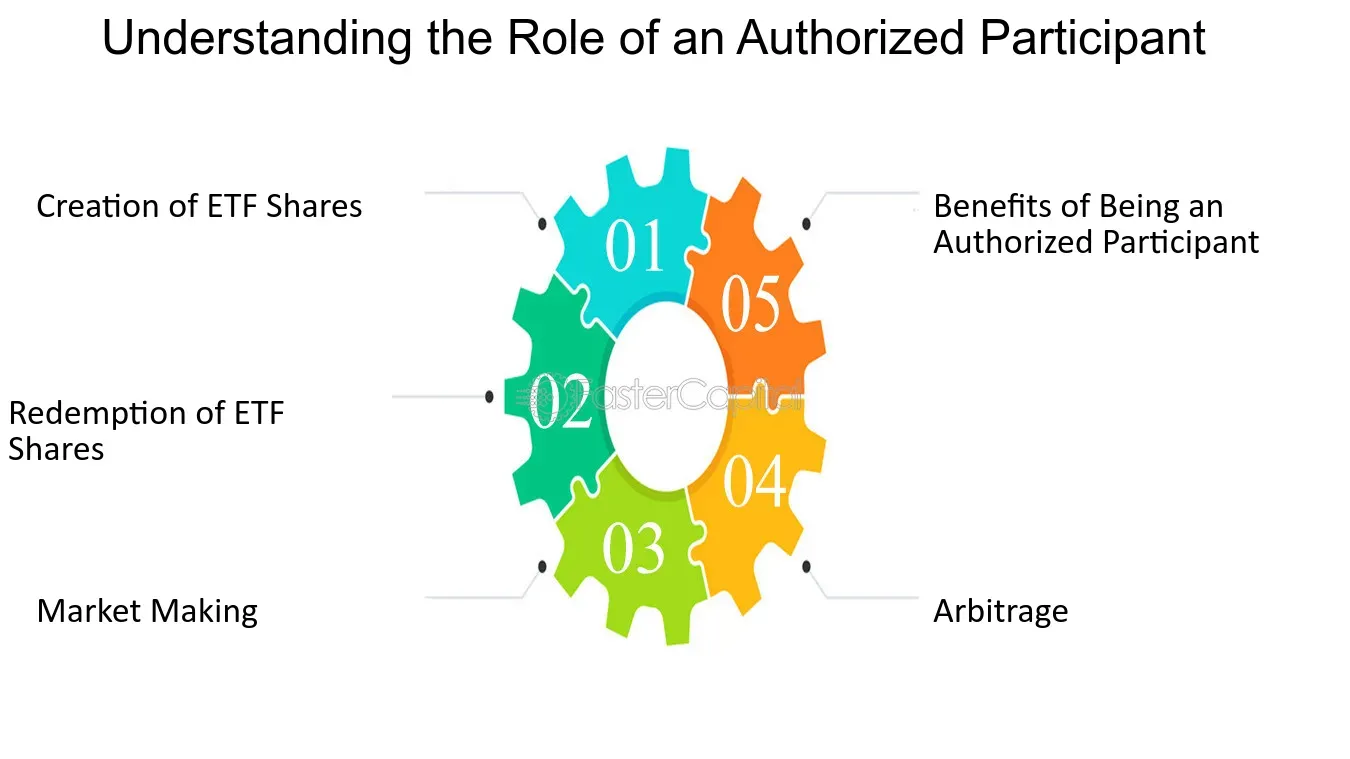 Understanding the Role of an Authorized Participant
Creation of ETF Shares
01
Benefits of Being an
Authorized Participant
05
Redemption of ETF
Shares
02
FasterCapital
04
03
Market Making
Arbitrage